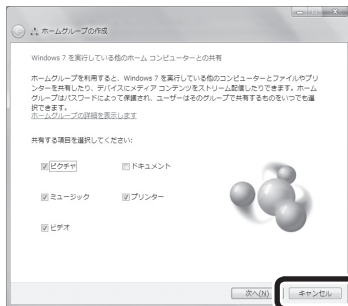 ホームグループの作成
Windows 7 を実行している他のホーム コンピューターとの共有
ホームグループを利用すると、Windows 7 を実行している他のコンピューターとファイルやプリ
ンターを共有したり、デバイスにメディア コンテンツをストリーム配信したりできます。ホーム
グループはパスワードによって保護され、ユーザーはそのグループで共有するものをいつでも選
択できます。
ホームグループの詳細を表示します
共有する項目を選択してください:
ピクチャ
ドキュメント
ミュージック
プリンター
ビデオ
次へ(N)
キャンセル